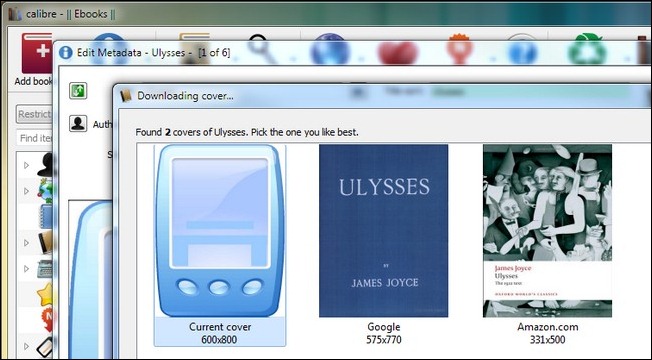 calibre - || Ebooks ||
Edit Metadata - Ulysses - [1 of 6]
Add book
Downloading cover...
Restrict
Found 2 covers of Ulysses. Pick the one you like best.
Auth
Find ite
S
ULYSSES
BY
JAMES JOYCE
James Joyce
Ulysses
The 1922 text
OXFORD WORLD'S CLASSICS
Current cover
600x800
Google
575x770
Amazon.com
331x500